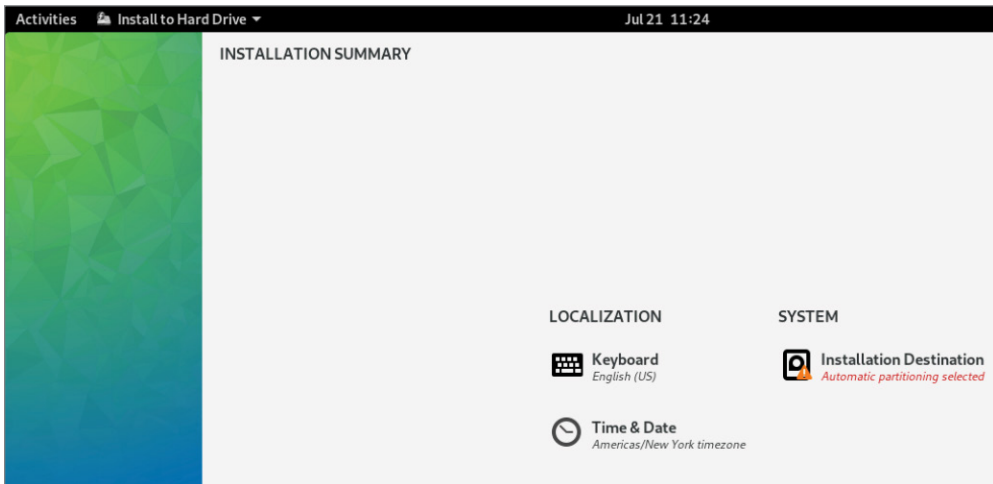 Activities Install to Hard Drive Jul 21 11:24
INSTALLATION SUMMARY
LOCALIZATION
Keyboard
English (US)
Time & Date
Americas/New York timezone
SYSTEM
Installation Destination
Automatic partitioning selected